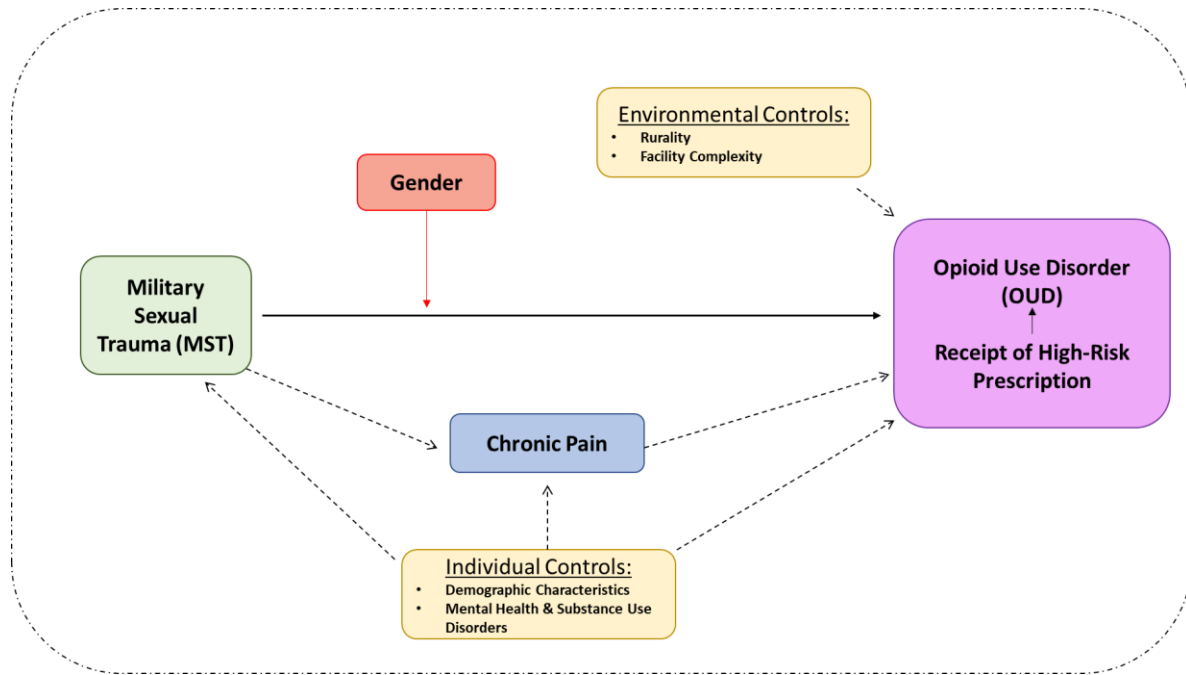 Environmental Controls:
• Rurality
• Facility Complexity
Gender
Military
Sexual
Trauma (MST)
Opioid Use Disorder
(OUD)
Receipt of High-Risk
Prescription
Chronic Pain
Individual Controls:
• Demographic Characteristics
• Mental Health & Substance Use
Disorders